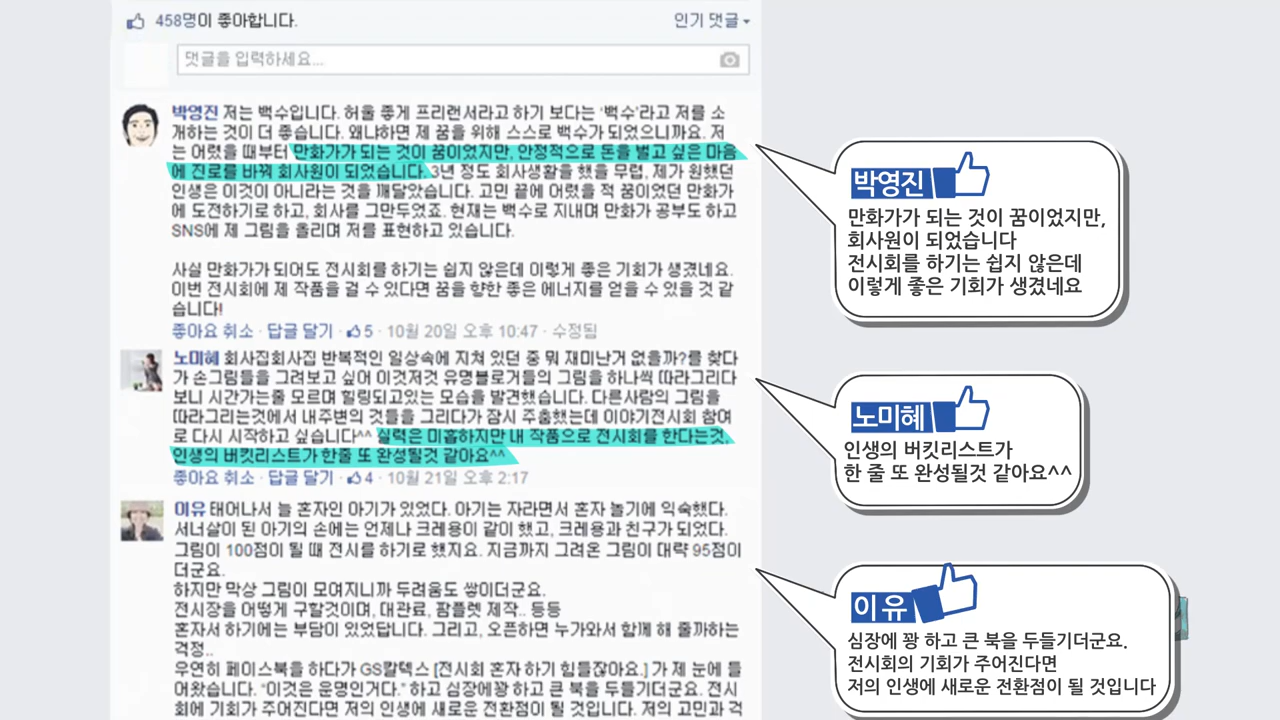 458명이 좋아합니다.
인기 댓글
댓글을 입력하세요...
박영진 저는 백수입니다. 허울 좋게 프리랜서라고 하기 보다는 '백수'라고 저를 소
개하는 것이 더 좋습니다. 왜냐하면 제 꿈을 위해 스스로 백수가 되었으니까요. 저
는 어렸을 때부터 만화가가 되는 것이 꿈이었지만, 안정적으로 돈을 벌고 싶은 마음
에 진로를 바꿔 회사원이 되었습니다. 3년 정도 회사생활을 했을 무렵, 제가 원했던
인생은 이것이 아니라는 것을 깨달았습니다. 고민 끝에 어렸을 적 꿈이었던 만화가
에 도전하기로 하고, 회사를 그만두었죠. 현재는 백수로 지내며 만화가 공부도 하고
SNS에 제 그림을 올리며 저를 표현하고 있습니다.
사실 만화가가 되어도 전시회를 하기는 쉽지 않은데 이렇게 좋은 기회가 생겼네요.
이번 전시회에 제 작품을 걸 수 있다면 꿈을 향한 좋은 에너지를 얻을 수 있을 것 같
습니다!
좋아요 취소 · 답글 달기 · 5 · 10월 20일 오후 10:47 · 수정됨
노미혜 회사집회사집 반복적인 일상속에 지쳐 있던 중 뭐 재미난거 없을까?를 찾다
가 손그림들을 그려보고 싶어 이것저것 유명블로거들의 그림을 하나씩 따라그리다
보니 시간가는줄 모르며 힐링되고있는 모습을 발견했습니다. 다른사람의 그림을
따라그리는것에서 내주변의 것들을 그리다가 잠시 주춤했는데 이야기전시회 참여
로 다시 시작하고 싶습니다^^ 실력은 미흡하지만 내 작품으로 전시회를 한다는것.
인생의 버킷리스트가 한줄 또 완성될것 같아요^^
좋아요 취소 · 답글 달기 · 4 · 10월 21일 오후 2:17
이유 태어나서 늘 혼자인 아기가 있었다. 아기는 자라면서 혼자 놀기에 익숙했다.
서너살이 된 아기의 손에는 언제나 크레용이 같이 했고, 크레용과 친구가 되었다.
그림이 100점이 될 때 전시를 하기로 했지요. 지금까지 그려온 그림이 대략 95점이
더군요.
하지만 막상 그림이 모여지니까 두려움도 쌓이더군요.
전시장을 어떻게 구할것이며, 대관료, 팜플렛 제작.. 등등
혼자서 하기에는 부담이 있었답니다. 그리고, 오픈하면 누가와서 함께 해 줄까하는
걱정..
우연히 페이스북을 하다가 GS칼텍스 [전시회 혼자 하기 힘들잖아요.] 가 제 눈에 들
어왔습니다. "이것은 운명인거다." 하고 심장에꽝 하고 큰 북을 두들기더군요. 전시
회에 기회가 주어진다면 저의 인생에 새로운 전환점이 될 것입니다. 저의 고민과 걱
박영진
만화가가 되는 것이 꿈이었지만,
회사원이 되었습니다
전시회를 하기는 쉽지 않은데
이렇게 좋은 기회가 생겼네요
노미혜
인생의 버킷리스트가
한 줄 또 완성될것 같아요^^
이유
심장에 꽝 하고 큰 북을 두들기더군요.
전시회의 기회가 주어진다면
저의 인생에 새로운 전환점이 될 것입니다